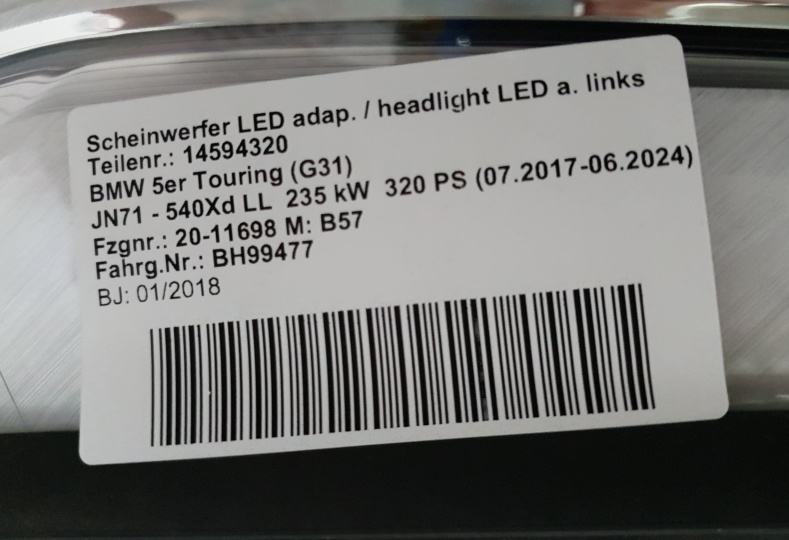 Scheinwerfer LED adap. / headlight LED a. links
Teilenr.: 14594320
BMW 5er Touring (G31)
JN71 - 540Xd LL 235 kW 320 PS (07.2017-06.2024)
Fzgnr.: 20-11698 M: B57
Fahrg.Nr.: BH99477
BJ: 01/2018